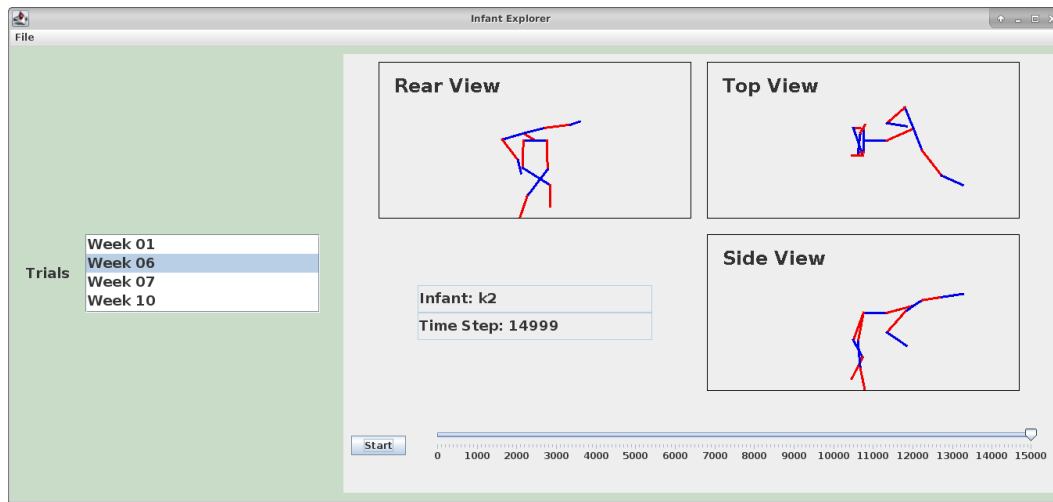 Infant Explorer
File
Rear View
Top View
Trials
Week 01
Week 06
Week 07
Week 10
Side View
Infant: k2
Time Step: 14999
Start
0 1000 2000 3000 4000 5000 6000 7000 8000 9000 10000 11000 12000 13000 14000 15000